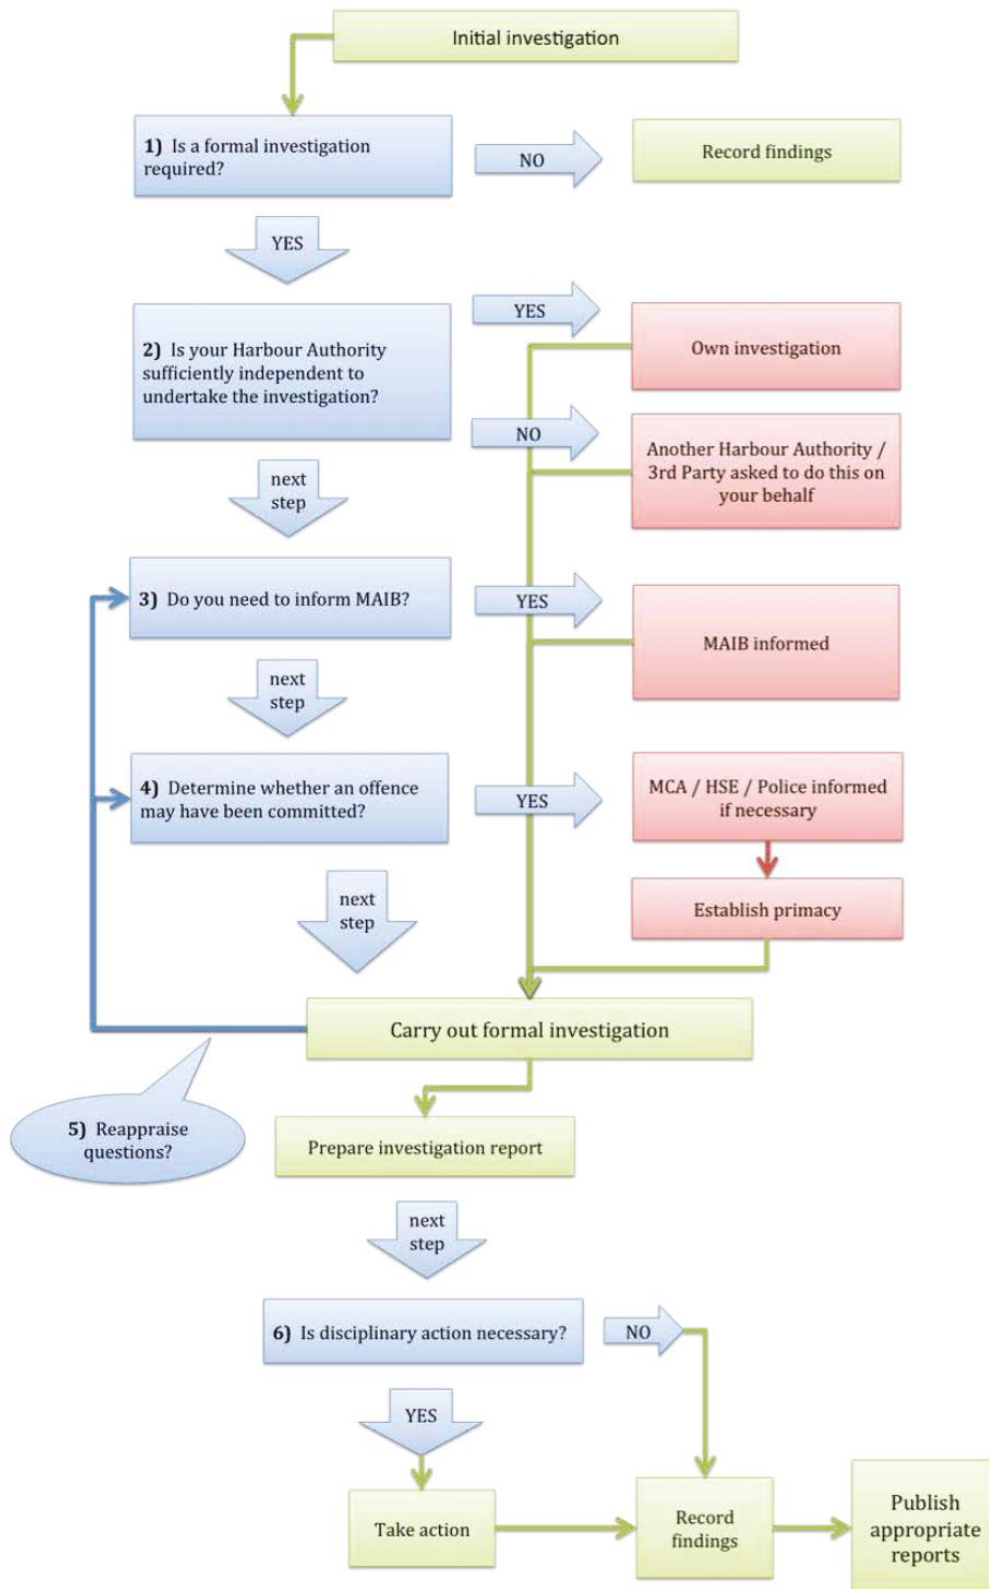 Initial investigation
1) Is a formal investigation
required?
NO
Record findings
YES
2) Is your Harbour Authority
sufficiently independent to
undertake the investigation?
YES
Own investigation
NO
Another Harbour Authority /
3rd Party asked to do this on
your behalf
next
step
3) Do you need to inform MAIB?
YES
MAIB informed
next
step
4) Determine whether an offence
may have been committed?
YES
MCA / HSE / Police informed
if necessary
Establish primacy
next
step
Carry out formal investigation
5) Reappraise
questions?
Prepare investigation report
next
step
6) Is disciplinary action necessary?
NO
YES
Take action
Record
findings
Publish
appropriate
reports